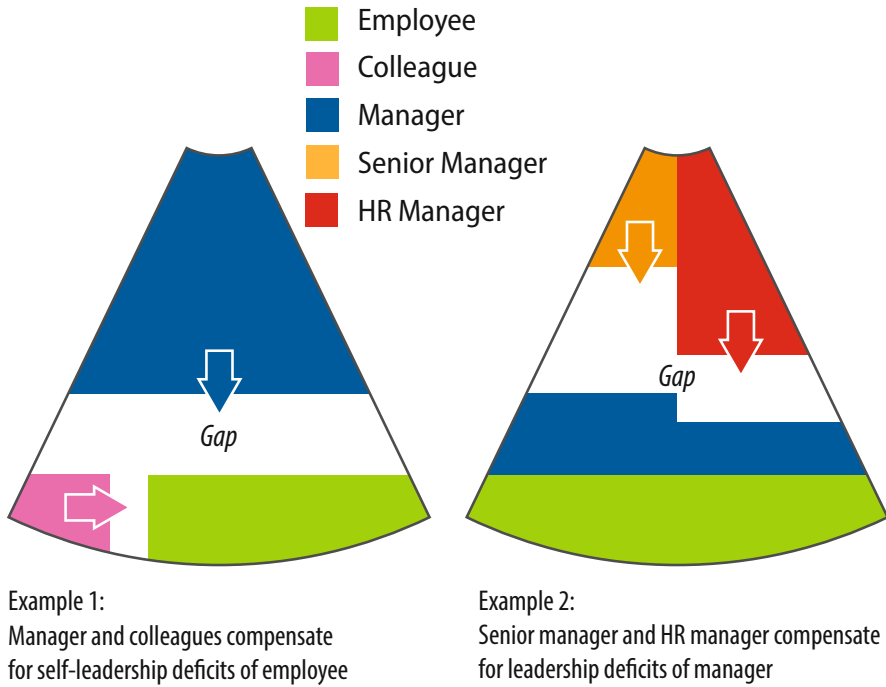 Employee
Colleague
Manager
Senior Manager
HR Manager
Gap
Gap
Example 1:
Manager and colleagues compensate
for self-leadership deficits of employee
Example 2:
Senior manager and HR manager compensate
for leadership deficits of manager